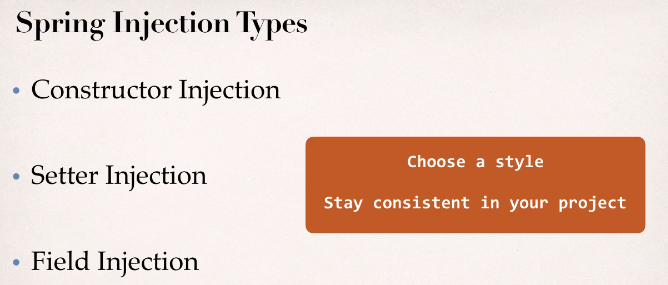 Spring Injection Types
• Constructor Injection
• Setter Injection
Choose a style
Stay consistent in your project
• Field Injection